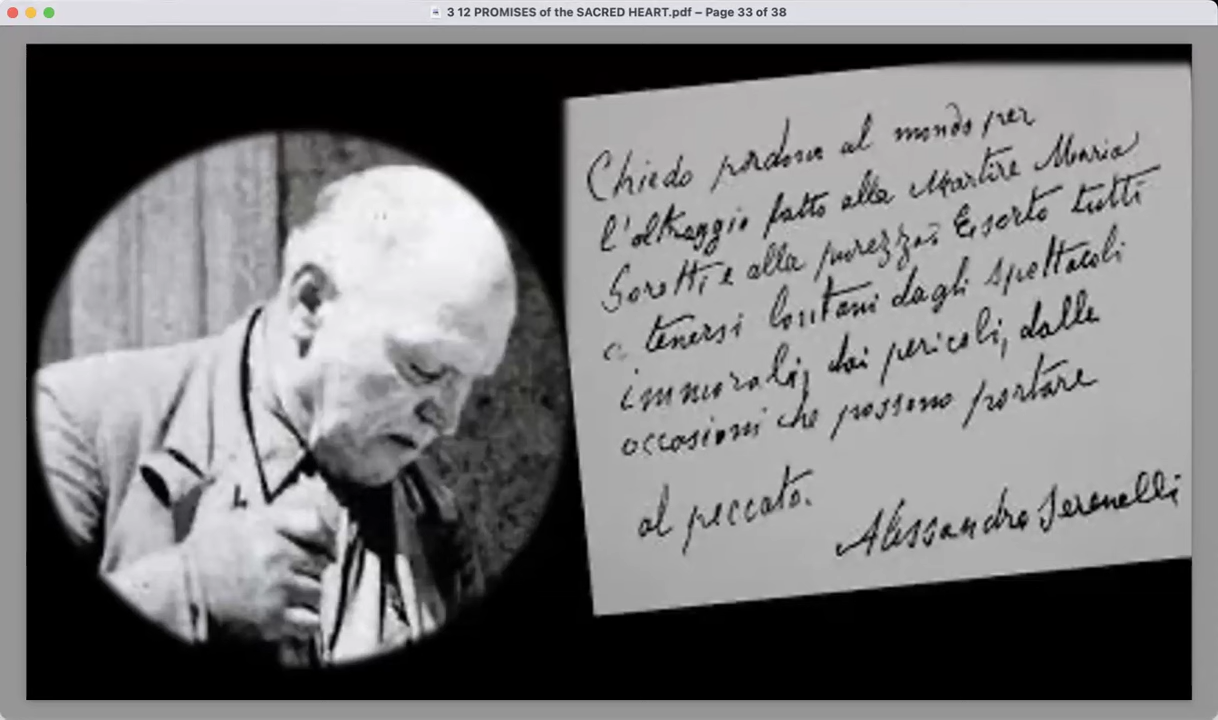 3 12 PROMISES of the SACRED HEART.pdf – Page 33 of 38
Chiedo perdono al mondo per
l'oltraggio fatto alla Martire Maria
Goretti e alla purezza. Esorto tutti
a tenersi lontani dagli spettacoli
immorali, dai pericoli, dalle
occasioni che possono portare
al peccato.
Alessandro Serenelli